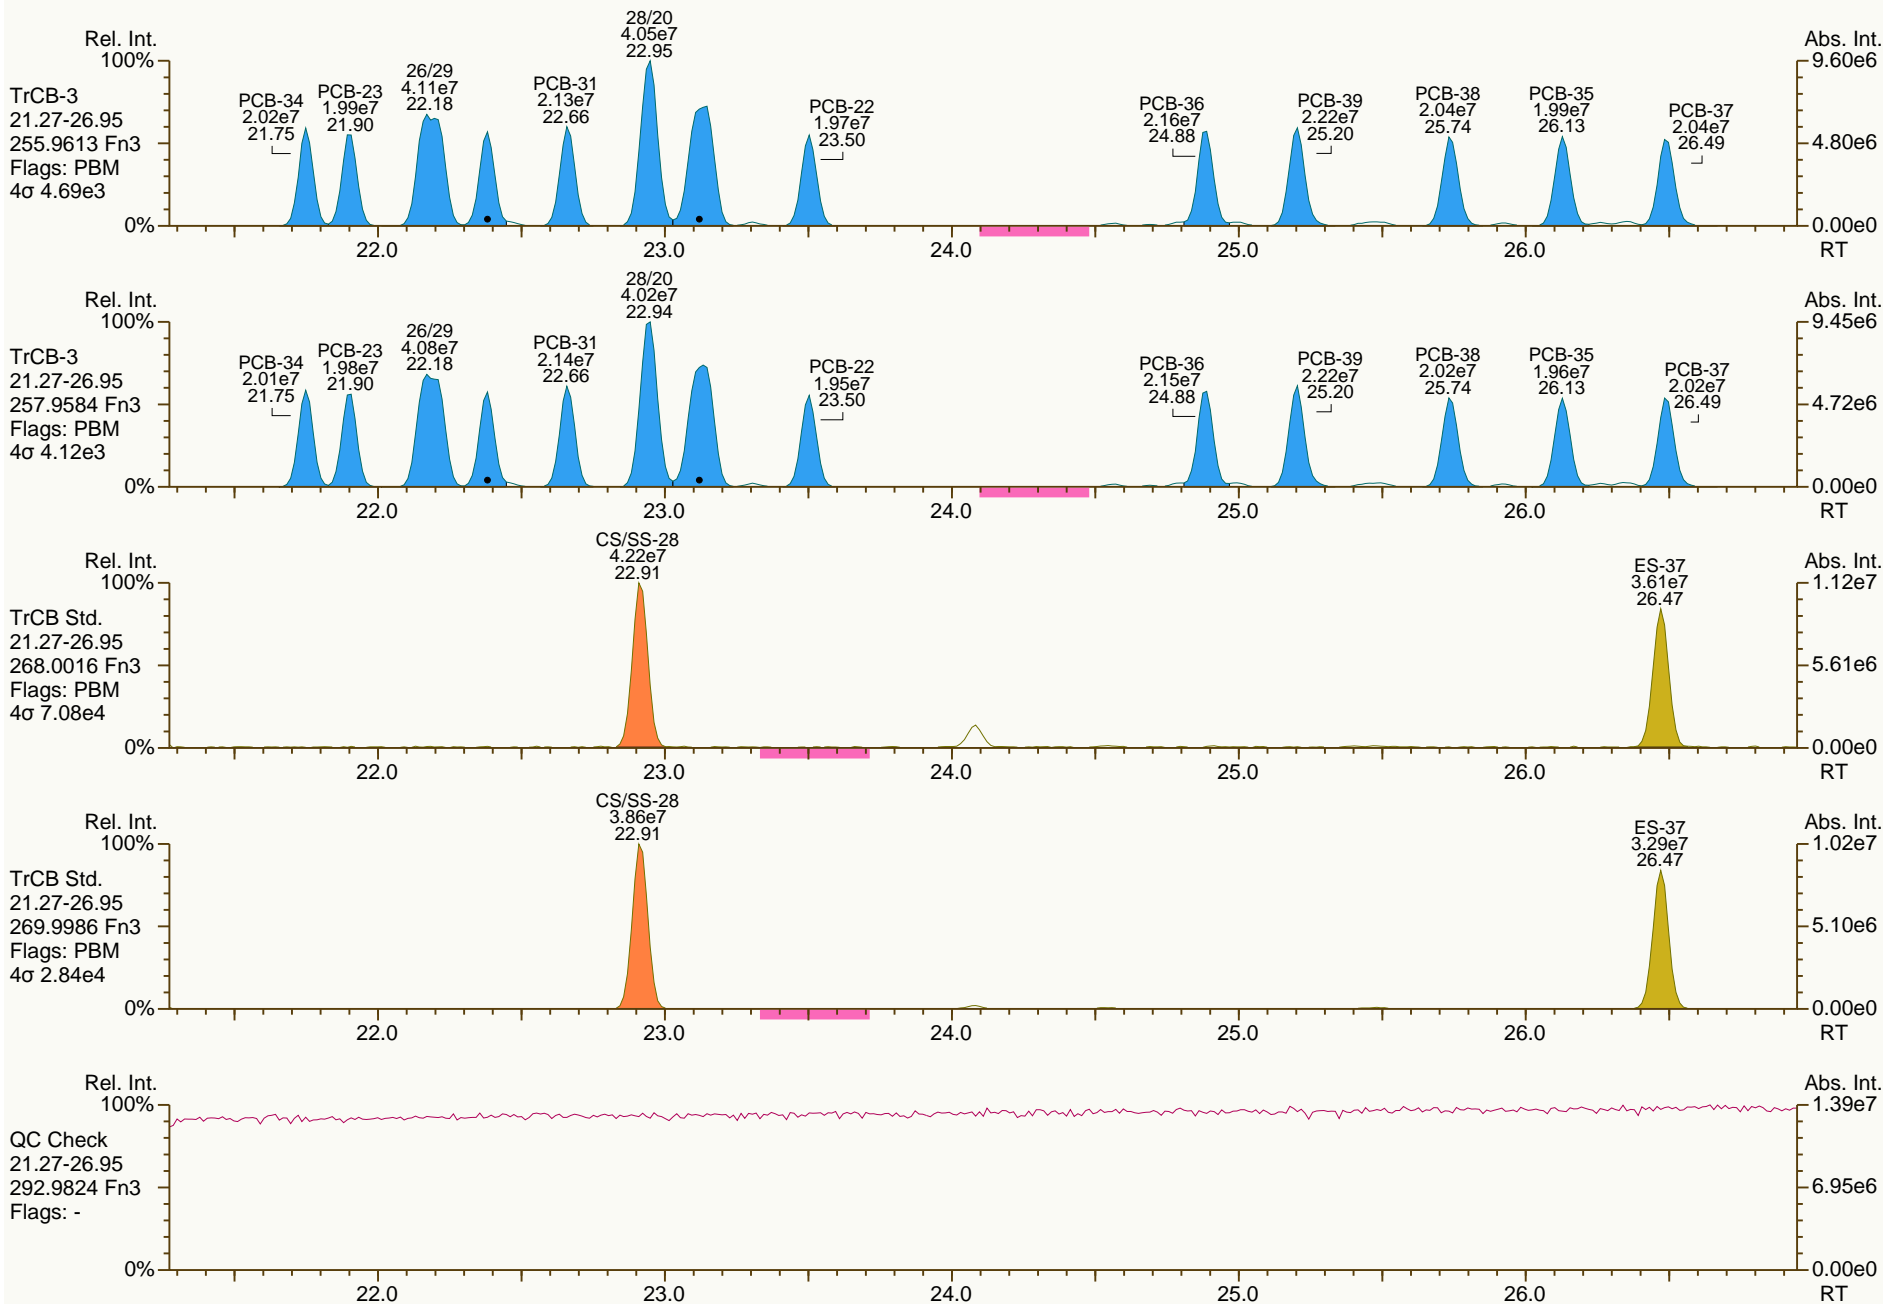 28/20
4.05e7
22.95
Rel. Int.
Abs. Int.
100%
9.60e6
26/29
4.11e7
22.18
PCB-31
2.13e7
22.66
PCB-34
2.02e7
21.75
PCB-23
1.99e7
21.90
PCB-22
1.97e7
23.50
PCB-36
2.16e7
24.88
PCB-39
2.22e7
25.20
PCB-38
2.04e7
25.74
PCB-35
1.99e7
26.13
PCB-37
2.04e7
26.49
TrCB-3
21.27-26.95
255.9613 Fn3
Flags: PBM
4σ 4.69e3
4.80e6
0%
0.00e0
22.0 23.0 24.0 25.0 26.0 RT
28/20
4.02e7
22.94
Rel. Int.
Abs. Int.
100%
9.45e6
26/29
4.08e7
22.18
PCB-31
2.14e7
22.66
PCB-34
2.01e7
21.75
PCB-23
1.98e7
21.90
PCB-22
1.95e7
23.50
PCB-36
2.15e7
24.88
PCB-39
2.22e7
25.20
PCB-38
2.02e7
25.74
PCB-35
1.96e7
26.13
PCB-37
2.02e7
26.49
TrCB-3
21.27-26.95
257.9584 Fn3
Flags: PBM
4σ 4.12e3
4.72e6
0%
0.00e0
22.0 23.0 24.0 25.0 26.0 RT
CS/SS-28
4.22e7
22.91
Rel. Int.
Abs. Int.
100%
1.12e7
ES-37
3.61e7
26.47
TrCB Std.
21.27-26.95
268.0016 Fn3
Flags: PBM
4σ 7.08e4
5.61e6
0%
0.00e0
22.0 23.0 24.0 25.0 26.0 RT
CS/SS-28
3.86e7
22.91
Rel. Int.
Abs. Int.
100%
1.02e7
ES-37
3.29e7
26.47
TrCB Std.
21.27-26.95
269.9986 Fn3
Flags: PBM
4σ 2.84e4
5.10e6
0%
0.00e0
22.0 23.0 24.0 25.0 26.0 RT
Rel. Int.
Abs. Int.
100%
1.39e7
QC Check
21.27-26.95
292.9824 Fn3
Flags: -
6.95e6
0%
0.00e0
22.0 23.0 24.0 25.0 26.0 RT